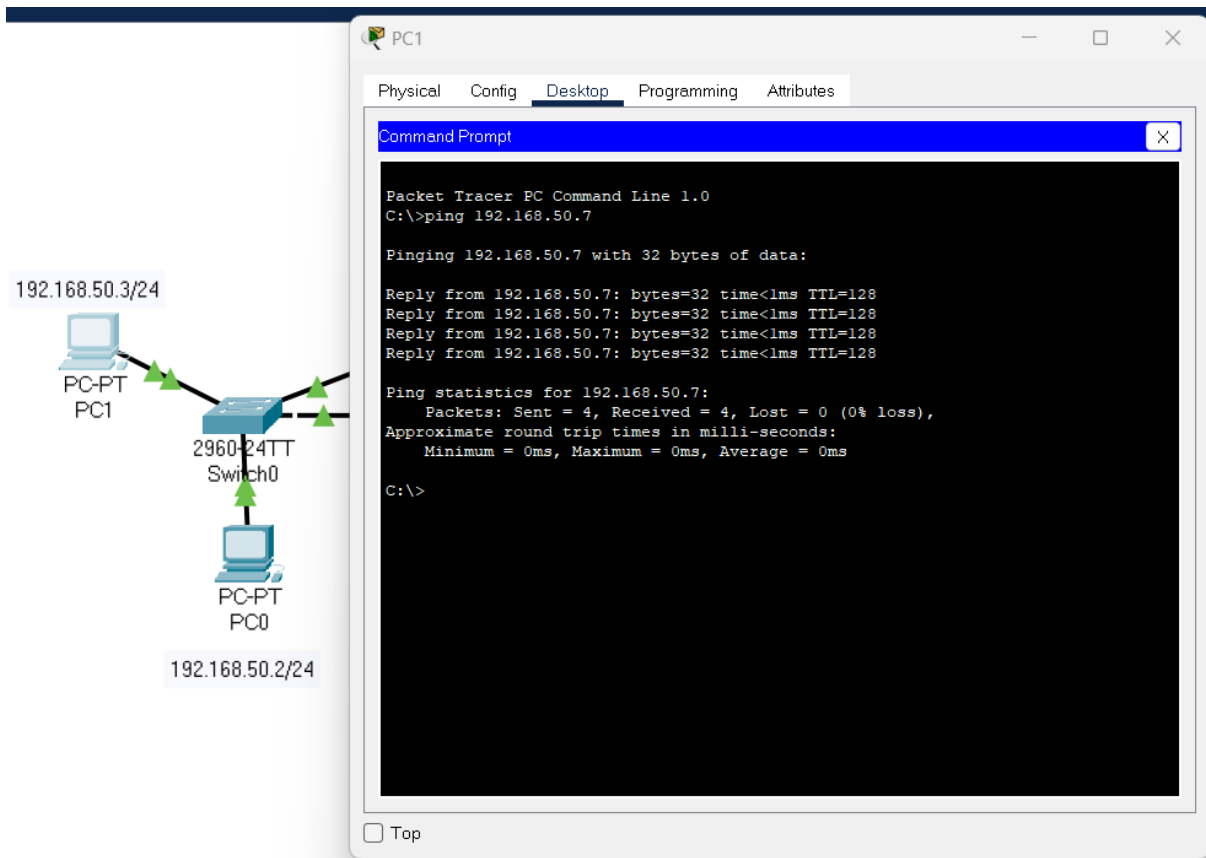 PC1
Physical Config Desktop Programming Attributes
Command Prompt
X
Packet Tracer PC Command Line 1.0
C:\>ping 192.168.50.7
Pinging 192.168.50.7 with 32 bytes of data:
Reply from 192.168.50.7: bytes=32 time<1ms TTL=128
Reply from 192.168.50.7: bytes=32 time<1ms TTL=128
Reply from 192.168.50.7: bytes=32 time<1ms TTL=128
Reply from 192.168.50.7: bytes=32 time<1ms TTL=128
Ping statistics for 192.168.50.7:
Packets: Sent = 4, Received = 4, Lost = 0 (0% loss),
Approximate round trip times in milli-seconds:
Minimum = 0ms, Maximum = 0ms, Average = 0ms
C:\>
Top
192.168.50.3/24
PC-PT
PC1
2960-24TT
Switch0
PC-PT
PC0
192.168.50.2/24